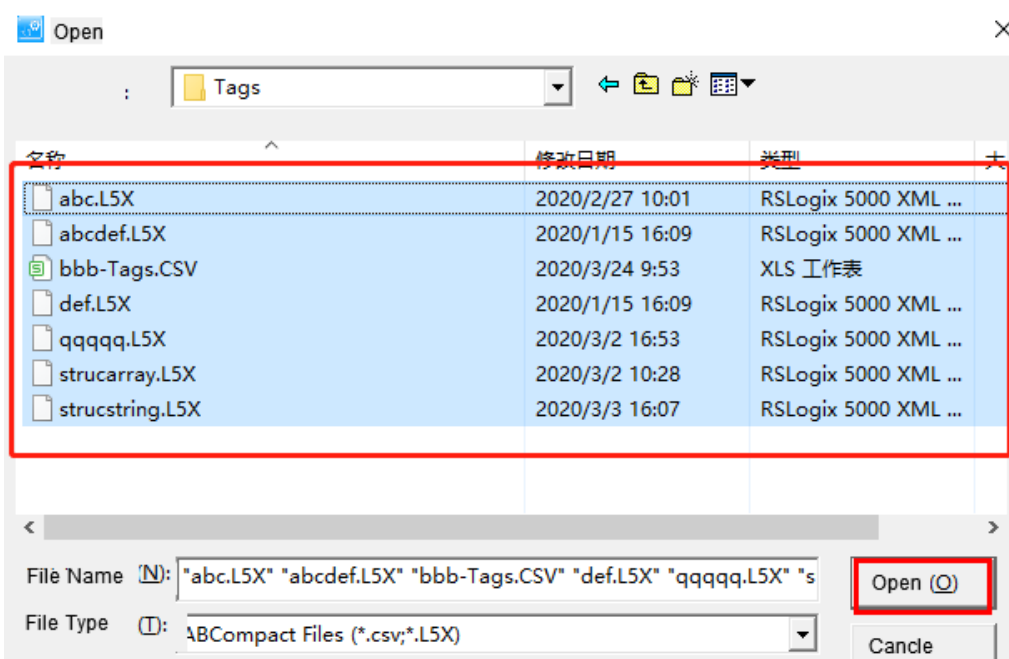 Open
:
Tags
名称 修改日期 类型 大
abc.L5X 2020/2/27 10:01 RSLogix 5000 XML ...
abcdef.L5X 2020/1/15 16:09 RSLogix 5000 XML ...
bbb-Tags.CSV 2020/3/24 9:53 XLS 工作表
def.L5X 2020/1/15 16:09 RSLogix 5000 XML ...
qqqqq.L5X 2020/3/2 16:53 RSLogix 5000 XML ...
strucarray.L5X 2020/3/2 10:28 RSLogix 5000 XML ...
strucstring.L5X 2020/3/3 16:07 RSLogix 5000 XML ...
File Name (N): "abc.L5X" "abcdef.L5X" "bbb-Tags.CSV" "def.L5X" "qqqqq.L5X" "s
Open (O)
File Type (T): ABCompact Files (*.csv;*.L5X)
Cancle